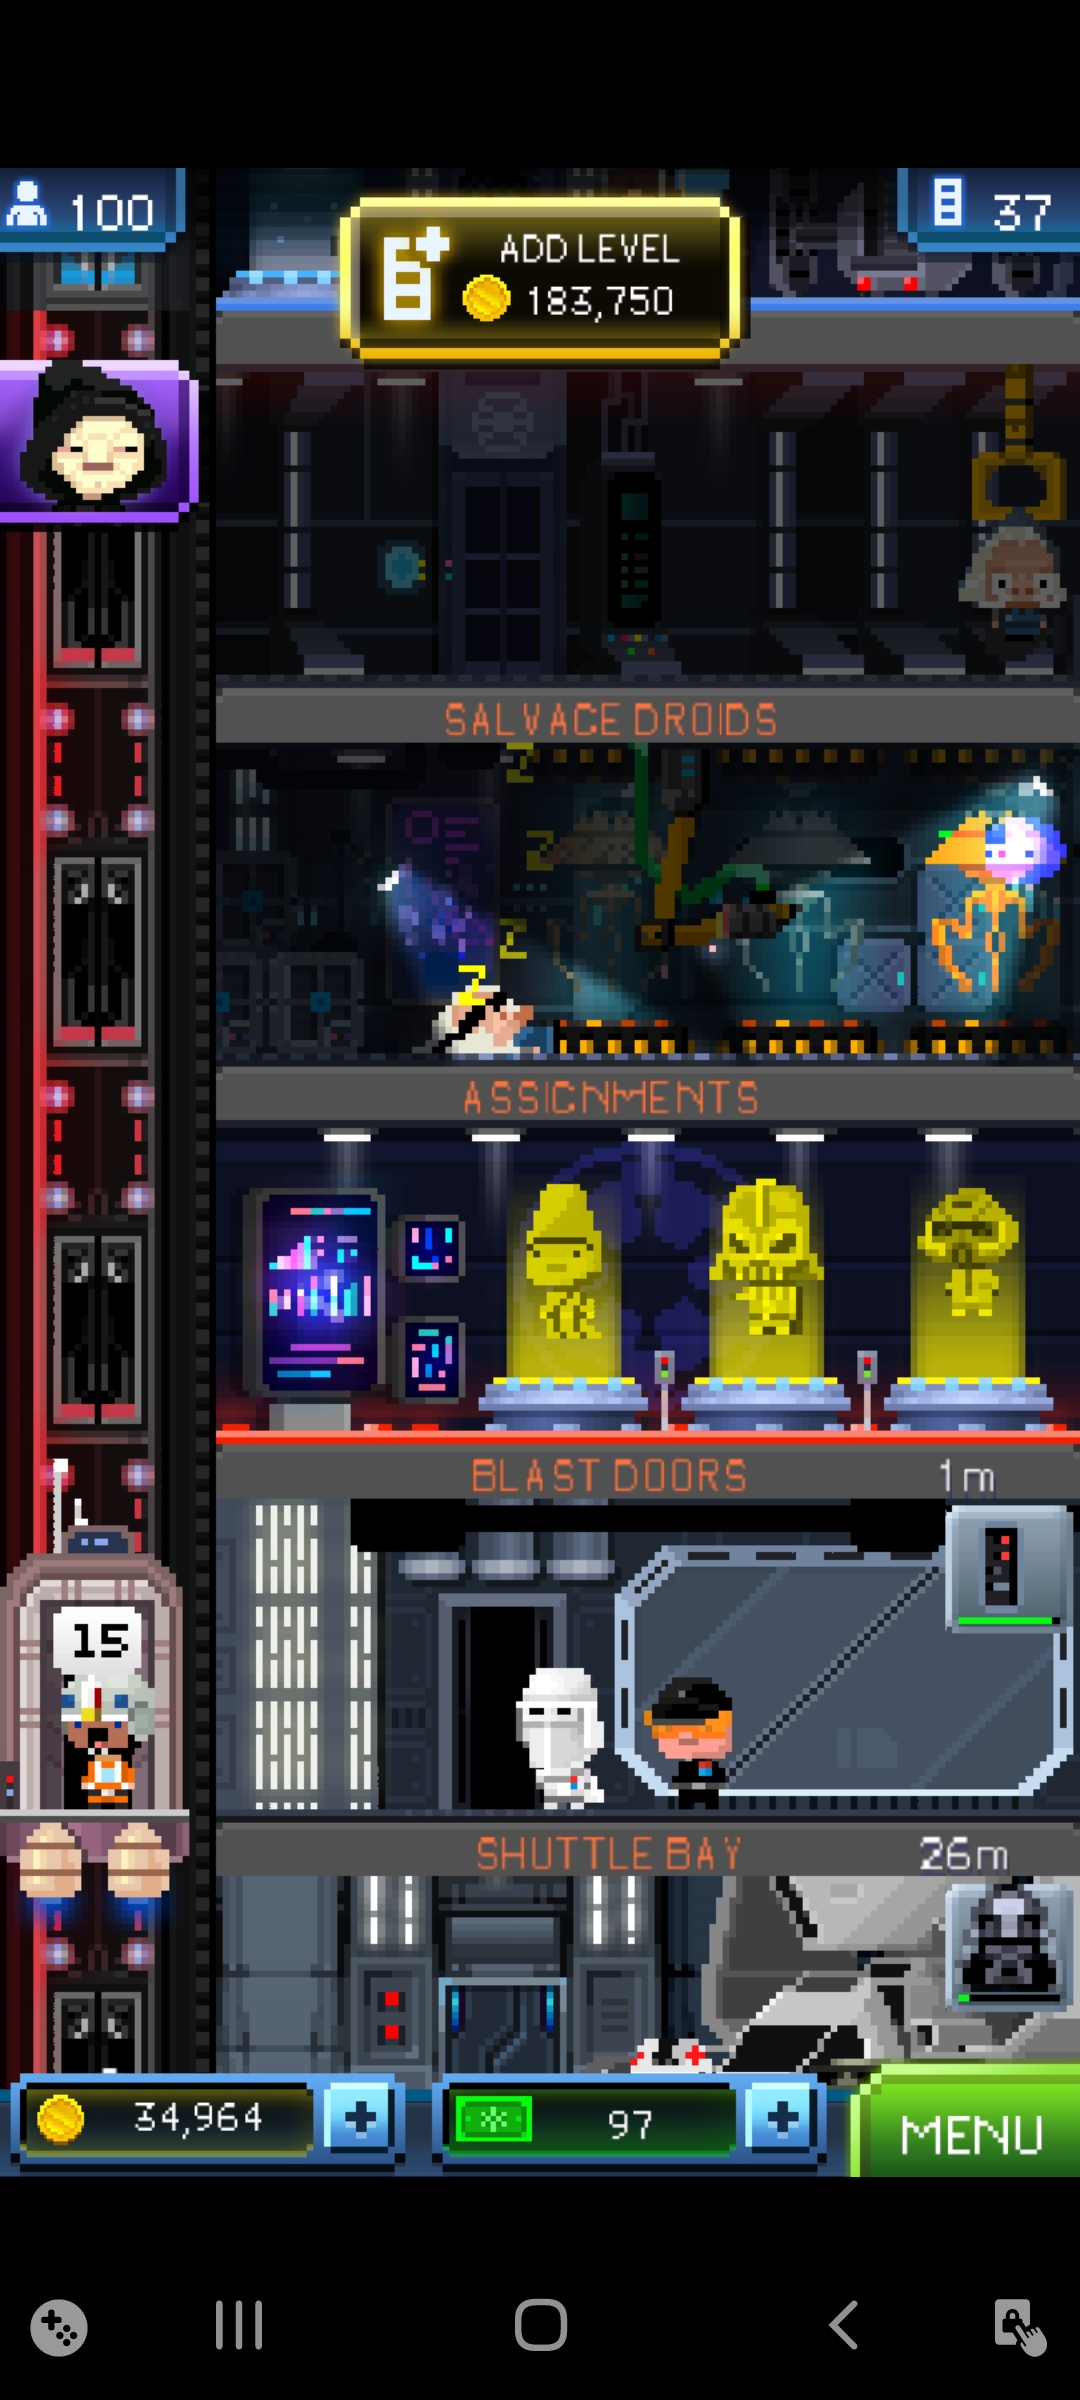 100
37
ADD LEVEL
183,750
SALVAGE DROIDS
Z
Z
Z
Z
ASSIGNMENTS
BLAST DOORS 1m
15
SHUTTLE BAY 26m
34,964
97
MENU